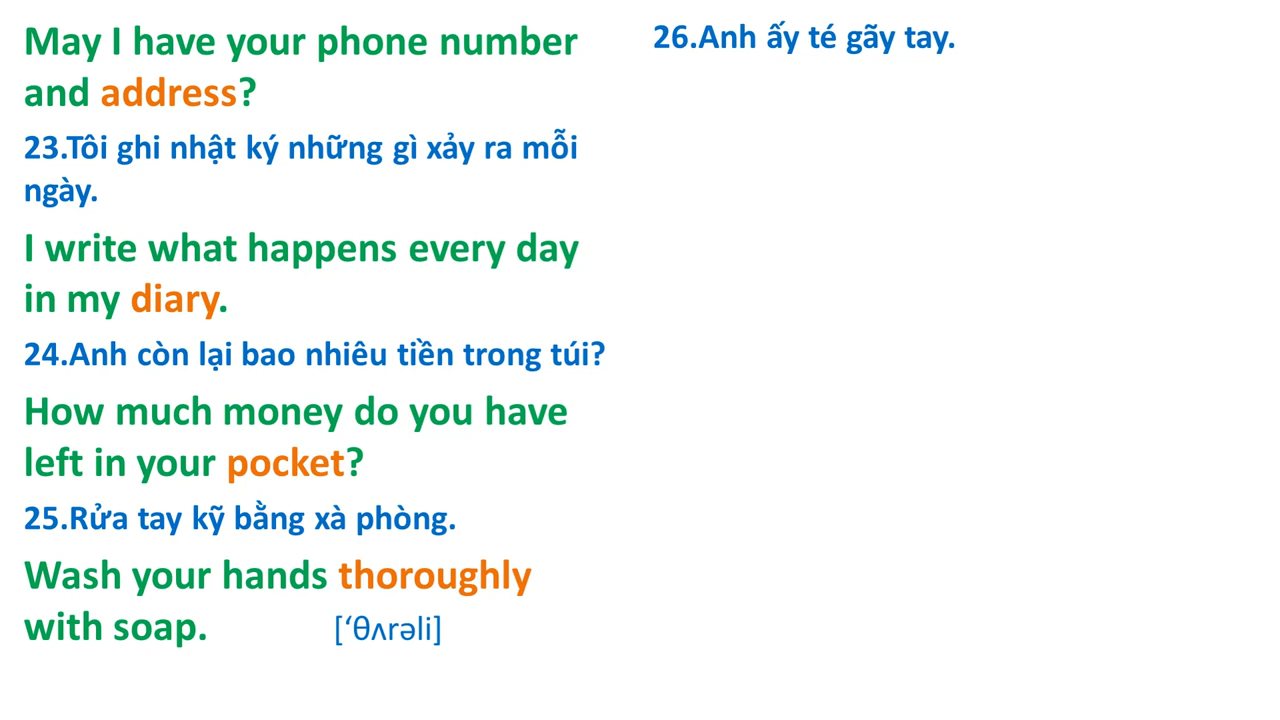 May I have your phone number
and address?
23.Tôi ghi nhật ký những gì xảy ra mỗi
ngày.
I write what happens every day
in my diary.
24.Anh còn lại bao nhiêu tiền trong túi?
How much money do you have
left in your pocket?
25.Rửa tay kỹ bằng xà phòng.
Wash your hands thoroughly
with soap. [‘θʌrəli]
26.Anh ấy té gãy tay.